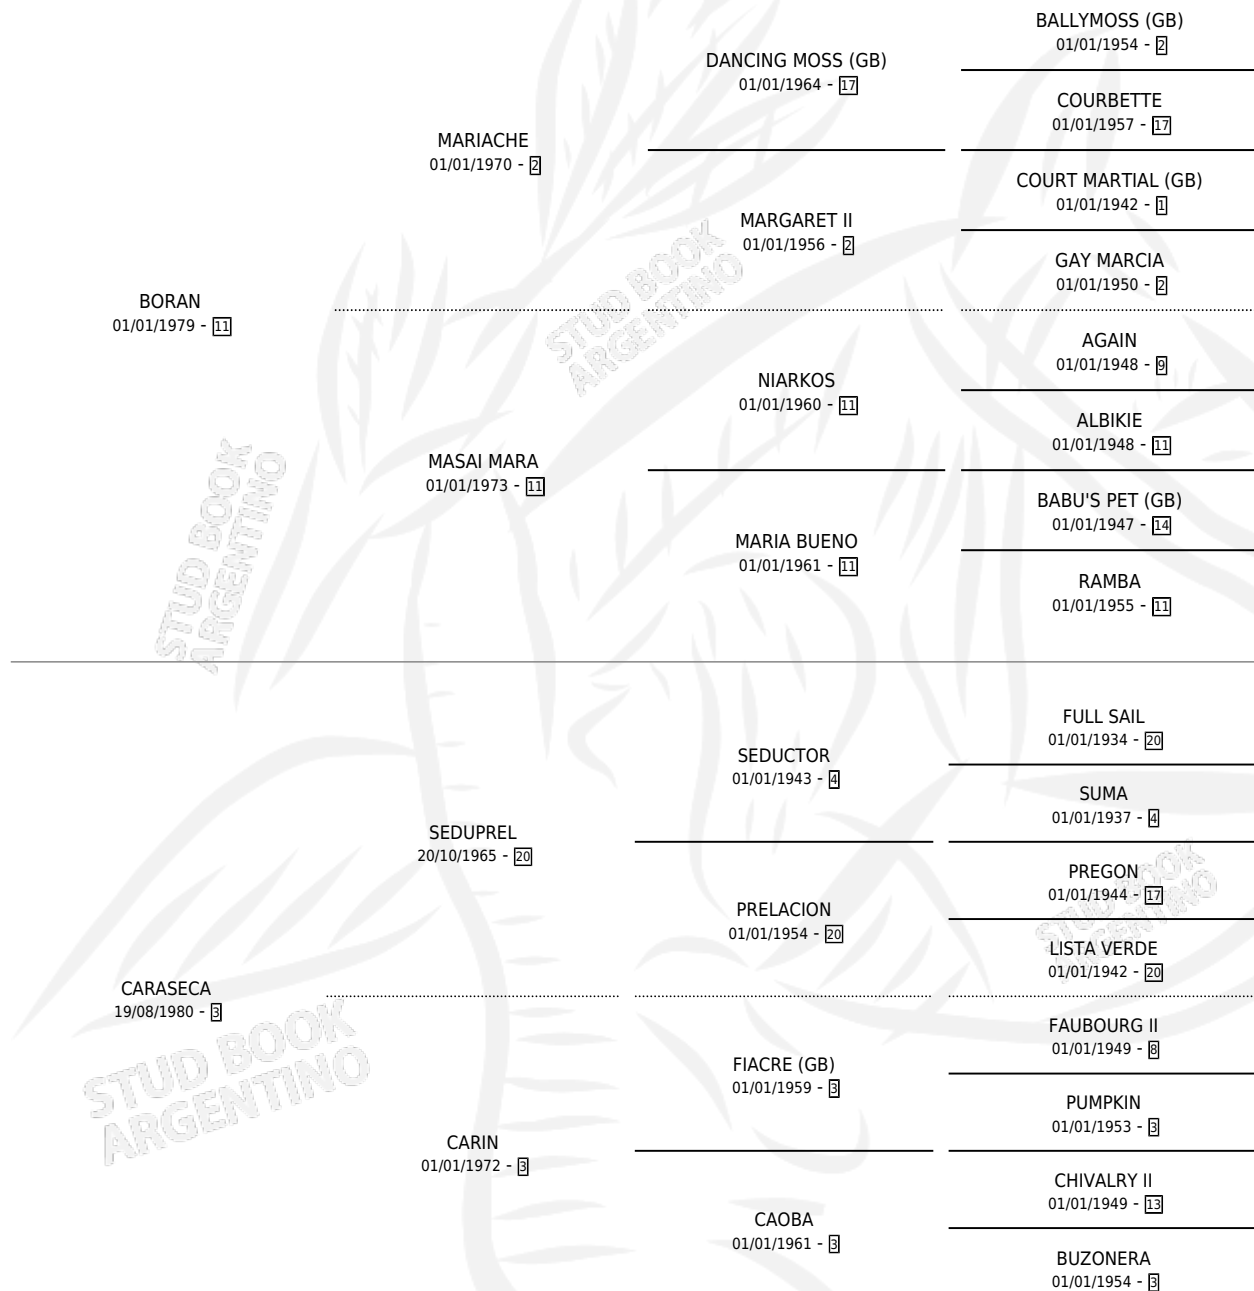 BALLYMOSS (GB)
01/01/1954 - 2
DANCING MOSS (GB)
01/01/1964 - 17
COURBETTE
01/01/1957 - 17
MARIACHE
01/01/1970 - 2
COURT MARTIAL (GB)
01/01/1942 - 1
MARGARET II
01/01/1956 - 2
GAY MARCIA
01/01/1950 - 2
BORAN
01/01/1979 - 11
AGAIN
01/01/1948 - 9
NIARKOS
01/01/1960 - 11
ALBIKIE
01/01/1948 - 11
MASAI MARA
01/01/1973 - 11
BABU'S PET (GB)
01/01/1947 - 14
MARIA BUENO
01/01/1961 - 11
RAMBA
01/01/1955 - 11
FULL SAIL
01/01/1934 - 20
SEDUCTOR
01/01/1943 - 4
SUMA
01/01/1937 - 4
SEDUPREL
20/10/1965 - 20
PREGON
01/01/1944 - 17
PRELACION
01/01/1954 - 20
LISTA VERDE
01/01/1942 - 20
CARASECA
19/08/1980 - 3
FAUBOURG II
01/01/1949 - 8
FIACRE (GB)
01/01/1959 - 3
PUMPKIN
01/01/1953 - 3
CARIN
01/01/1972 - 3
CHIVALRY II
01/01/1949 - 13
CAOBA
01/01/1961 - 3
BUZONERA
01/01/1954 - 3
STUD BOOK
ARGENTINO
STUD BOOK
ARGENTINO
STUD BOOK
ARGENTINO
STUD BOOK
ARGENTINO